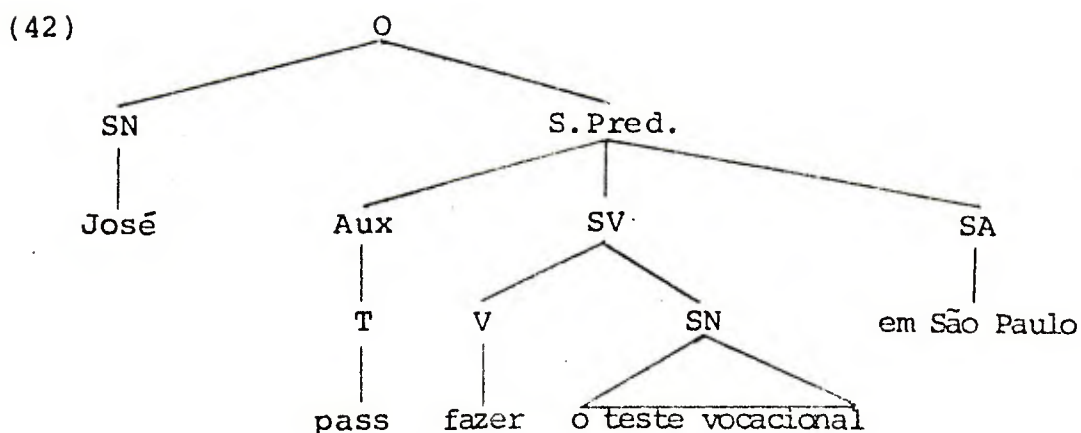 (42) O
SN S.Pred.
José Aux SV SA
T V SN em São Paulo
pass fazer o teste vocacional